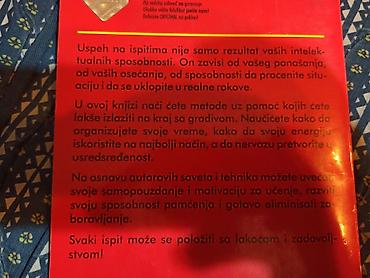 Uspeh na ispitima nije samo rezultat vaših intelek-
tualnih sposobnosti. On zavisi od vašeg ponašanja,
od vaših osećanja, od sposobnosti da procenite situ-
aciju i da se uklopite u realne rokove.
U ovoj knjizi naći ćete metode uz pomoć kojih ćete
lakše izlaziti na kraj sa gradivom. Naučićete kako da
organizujete svoje vreme, kako da svoju energiju
iskoristite na najbolji način, a da nervozu pretvorite u
usredsređenost.
Na osnovu autorovih saveta i tehnika možete uvećati
svoje samopouzdanje i motivaciju za učenje, razviti
svoju sposobnost pamćenja i gotovo eliminisati za-
boravljanje.
Svaki ispit može se položiti sa lakoćom i zadovolj-
stvom!